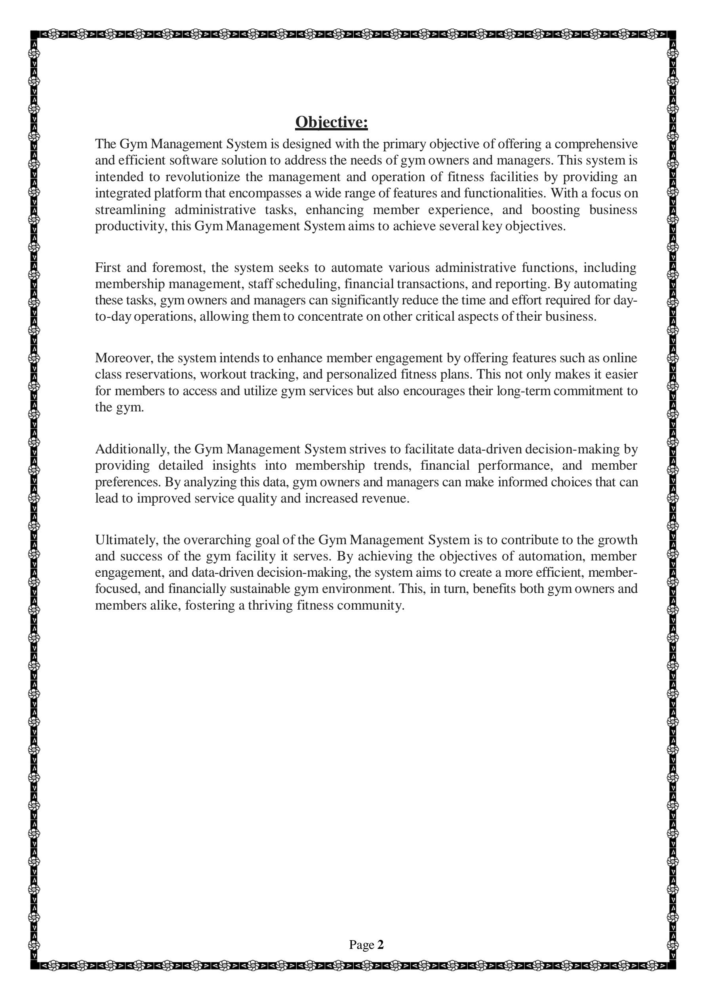 Objective:
The Gym Management System is designed with the primary objective of offering a comprehensive
and efficient software solution to address the needs of gym owners and managers. This system is
intended to revolutionize the management and operation of fitness facilities by providing an
integrated platform that encompasses a wide range of features and functionalities. With a focus on
streamlining administrative tasks, enhancing member experience, and boosting business
productivity, this Gym Management System aims to achieve several key objectives.
First and foremost, the system seeks to automate various administrative functions, including
membership management, staff scheduling, financial transactions, and reporting. By automating
these tasks, gym owners and managers can significantly reduce the time and effort required for day-
to-day operations, allowing them to concentrate on other critical aspects of their business.
Moreover, the system intends to enhance member engagement by offering features such as online
class reservations, workout tracking, and personalized fitness plans. This not only makes it easier
for members to access and utilize gym services but also encourages their long-term commitment to
the gym.
Additionally, the Gym Management System strives to facilitate data-driven decision-making by
providing detailed insights into membership trends, financial performance, and member
preferences. By analyzing this data, gym owners and managers can make informed choices that can
lead to improved service quality and increased revenue.
Ultimately, the overarching goal of the Gym Management System is to contribute to the growth
and success of the gym facility it serves. By achieving the objectives of automation, member
engagement, and data-driven decision-making, the system aims to create a more efficient, member-
focused, and financially sustainable gym environment. This, in turn, benefits both gym owners and
members alike, fostering a thriving fitness community.
Page 2